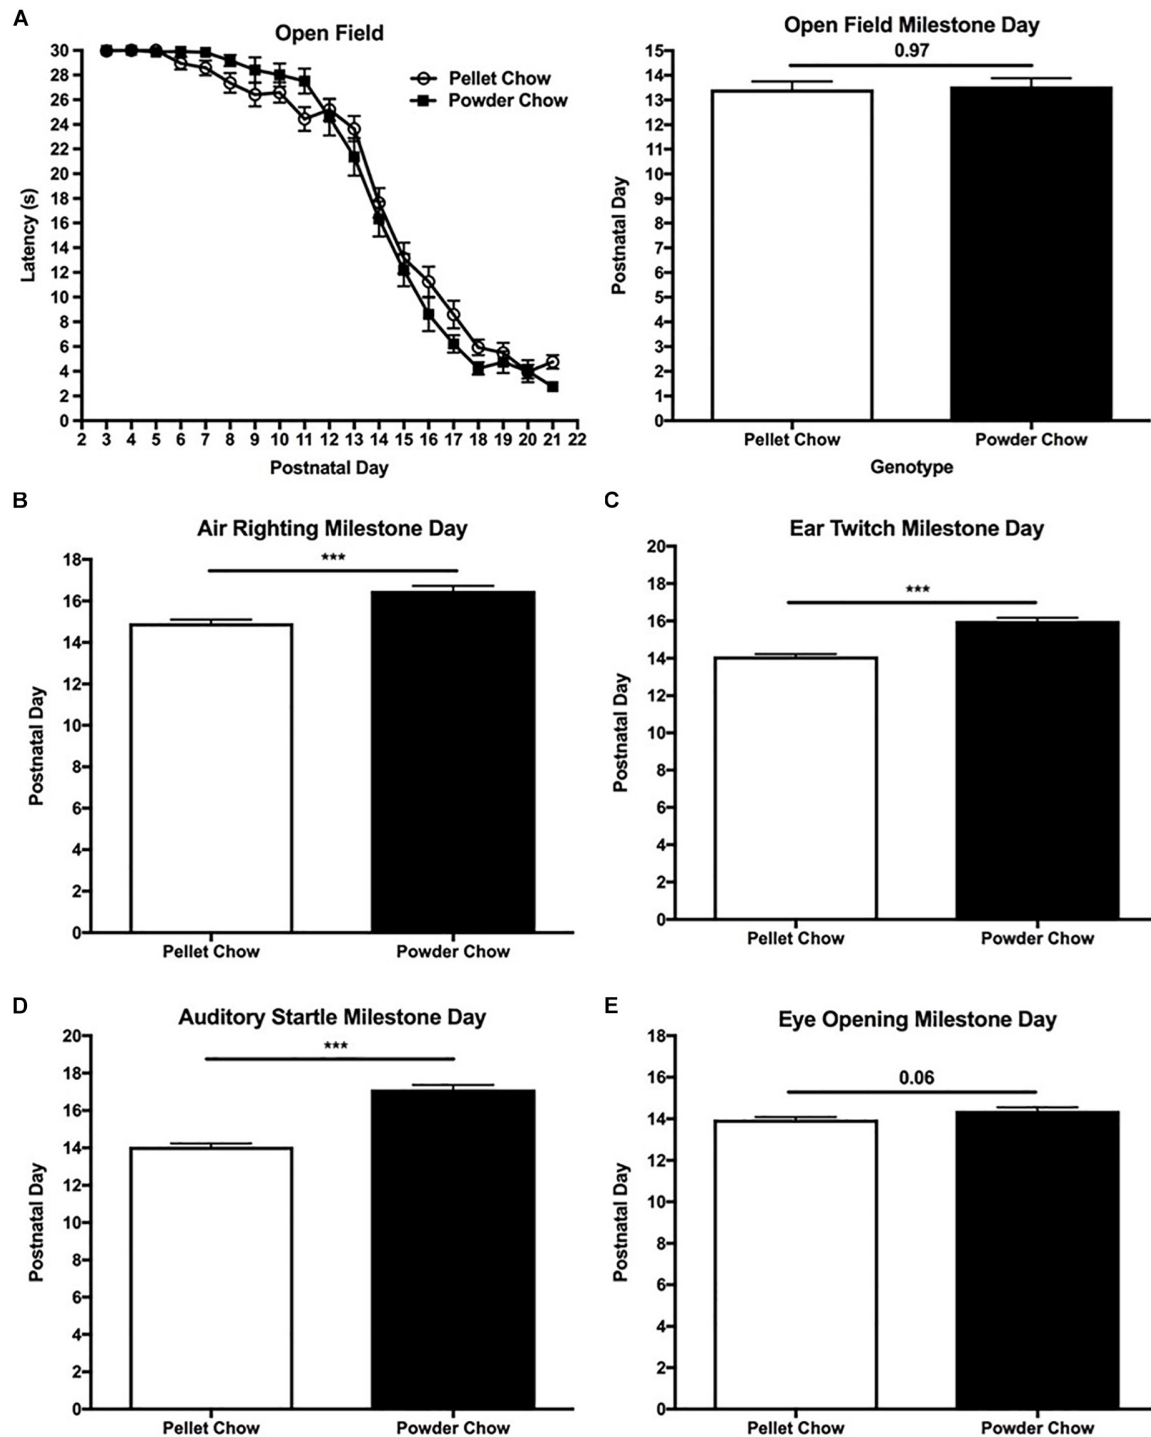 A
Open Field
30
28
26
24
22
20
18
16
14
12
10
8
6
4
2
0
Latency (s)
Pellet Chow
Powder Chow
2 3 4 5 6 7 8 9 10 11 12 13 14 15 16 17 18 19 20 21 22
Postnatal Day
Open Field Milestone Day
0.97
15
14
13
12
11
10
9
8
7
6
5
4
3
2
1
0
Postnatal Day
Pellet Chow Powder Chow
Genotype
B
Air Righting Milestone Day
***
18
16
14
12
10
8
6
4
2
0
Postnatal Day
Pellet Chow Powder Chow
C
Ear Twitch Milestone Day
***
20
18
16
14
12
10
8
6
4
2
0
Postnatal Day
Pellet Chow Powder Chow
D
Auditory Startle Milestone Day
***
20
18
16
14
12
10
8
6
4
2
0
Postnatal Day
Pellet Chow Powder Chow
E
Eye Opening Milestone Day
0.06
18
16
14
12
10
8
6
4
2
0
Postnatal Day
Pellet Chow Powder Chow